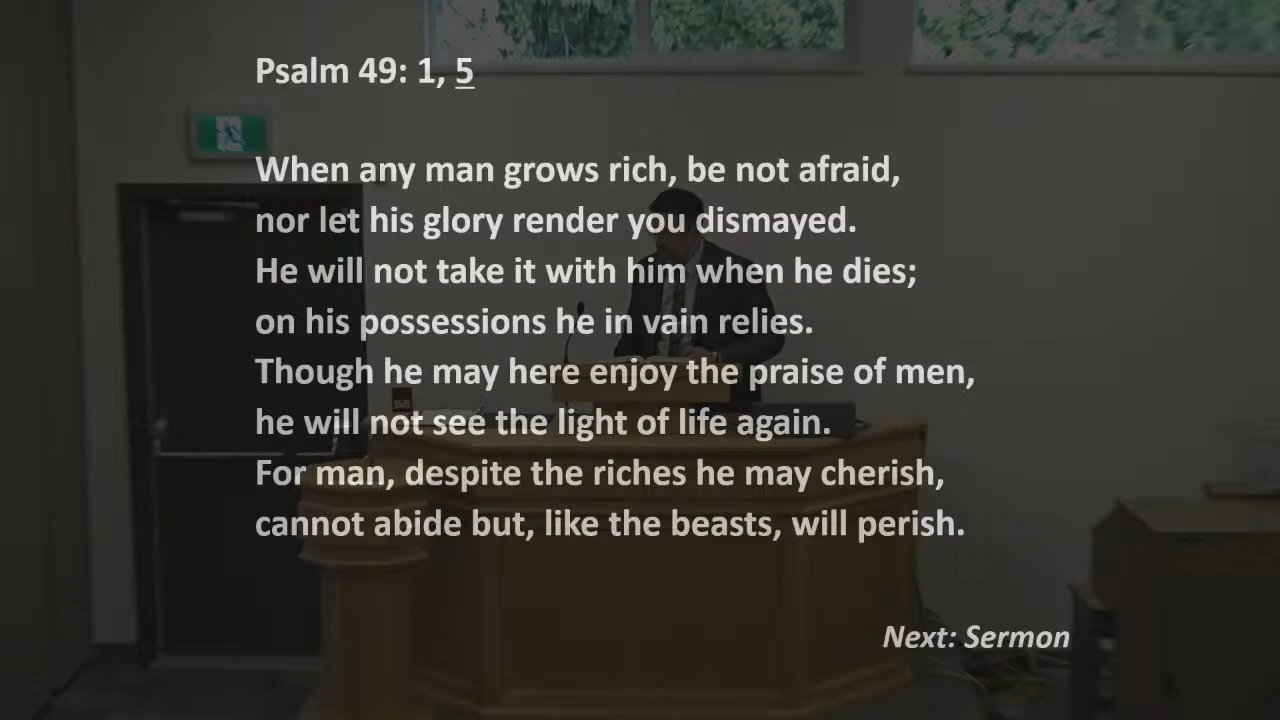 Psalm 49: 1, 5
When any man grows rich, be not afraid,
nor let his glory render you dismayed.
He will not take it with him when he dies;
on his possessions he in vain relies.
Though he may here enjoy the praise of men,
he will not see the light of life again.
For man, despite the riches he may cherish,
cannot abide but, like the beasts, will perish.
Next: Sermon